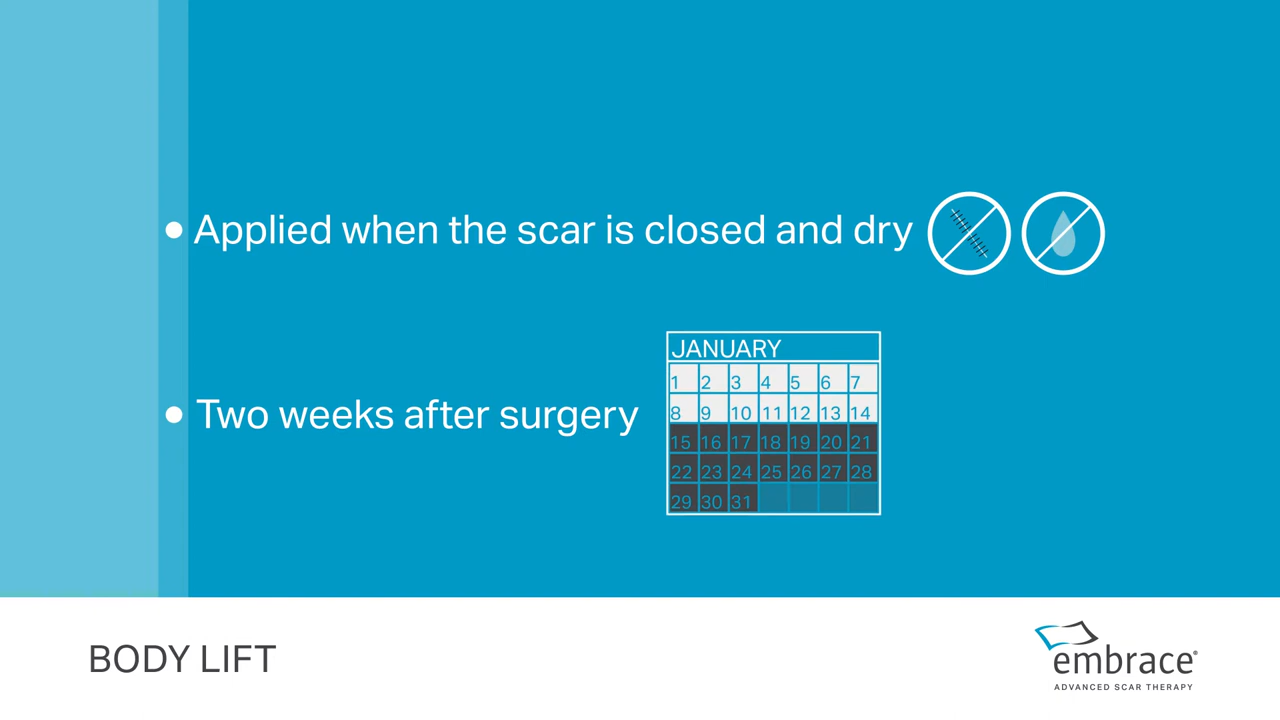 • Applied when the scar is closed and dry
• Two weeks after surgery
JANUARY
1 2 3 4 5 6 7
8 9 10 11 12 13 14
15 16 17 18 19 20 21
22 23 24 25 26 27 28
29 30 31
BODY LIFT
embrace®
ADVANCED SCAR THERAPY